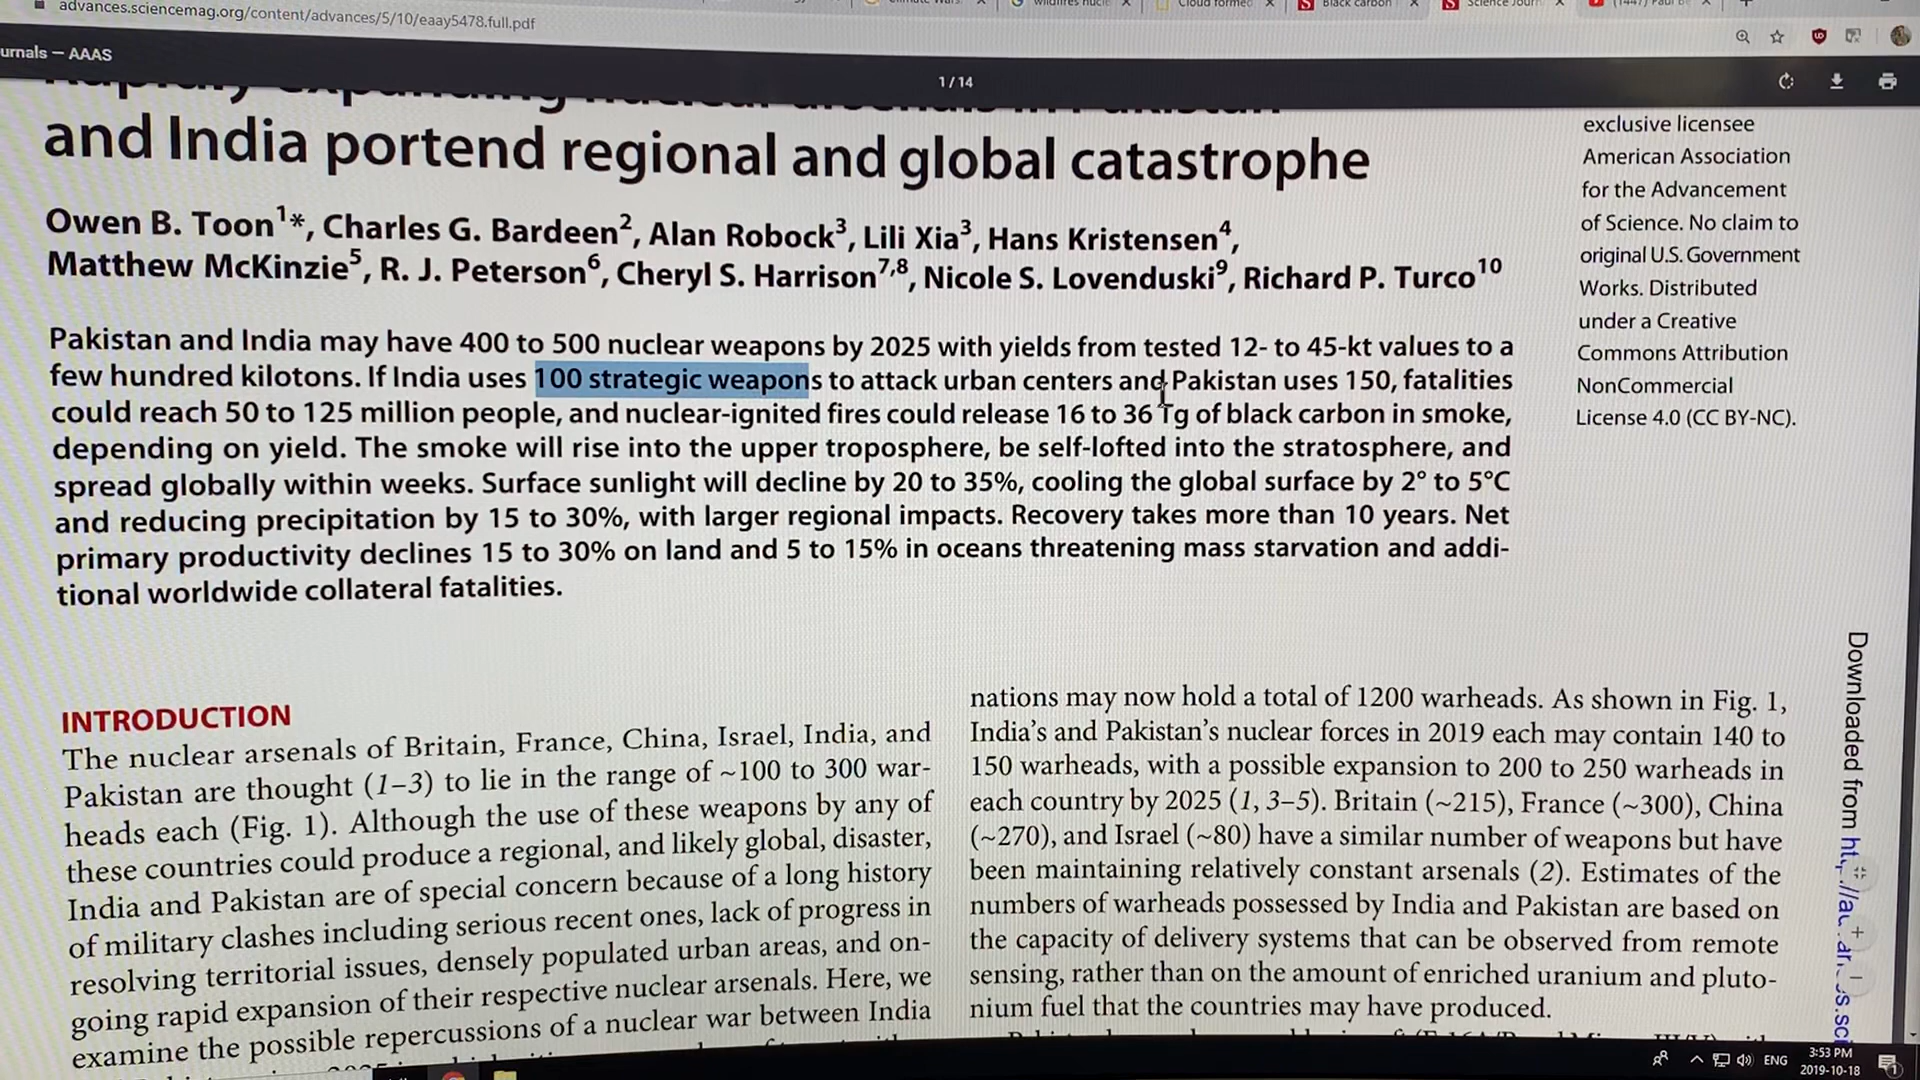 advances.sciencemag.org/content/advances/5/10/eaay5478.full.pdf
urnals — AAAS
1 / 14
Rapidly expanding nuclear arsenals in Pakistan
and India portend regional and global catastrophe
Owen B. Toon1*, Charles G. Bardeen2, Alan Robock3, Lili Xia3, Hans Kristensen4,
Matthew McKinzie5, R. J. Peterson6, Cheryl S. Harrison7,8, Nicole S. Lovenduski9, Richard P. Turco10
Pakistan and India may have 400 to 500 nuclear weapons by 2025 with yields from tested 12- to 45-kt values to a
few hundred kilotons. If India uses 100 strategic weapons to attack urban centers and Pakistan uses 150, fatalities
could reach 50 to 125 million people, and nuclear-ignited fires could release 16 to 36 Tg of black carbon in smoke,
depending on yield. The smoke will rise into the upper troposphere, be self-lofted into the stratosphere, and
spread globally within weeks. Surface sunlight will decline by 20 to 35%, cooling the global surface by 2° to 5°C
and reducing precipitation by 15 to 30%, with larger regional impacts. Recovery takes more than 10 years. Net
primary productivity declines 15 to 30% on land and 5 to 15% in oceans threatening mass starvation and addi-
tional worldwide collateral fatalities.
exclusive licensee
American Association
for the Advancement
of Science. No claim to
original U.S. Government
Works. Distributed
under a Creative
Commons Attribution
NonCommercial
License 4.0 (CC BY-NC).
INTRODUCTION
The nuclear arsenals of Britain, France, China, Israel, India, and
Pakistan are thought (1–3) to lie in the range of ~100 to 300 war-
heads each (Fig. 1). Although the use of these weapons by any of
these countries could produce a regional, and likely global, disaster,
India and Pakistan are of special concern because of a long history
of military clashes including serious recent ones, lack of progress in
resolving territorial issues, densely populated urban areas, and on-
going rapid expansion of their respective nuclear arsenals. Here, we
examine the possible repercussions of a nuclear war between India
nations may now hold a total of 1200 warheads. As shown in Fig. 1,
India's and Pakistan's nuclear forces in 2019 each may contain 140 to
150 warheads, with a possible expansion to 200 to 250 warheads in
each country by 2025 (1, 3–5). Britain (~215), France (~300), China
(~270), and Israel (~80) have a similar number of weapons but have
been maintaining relatively constant arsenals (2). Estimates of the
numbers of warheads possessed by India and Pakistan are based on
the capacity of delivery systems that can be observed from remote
sensing, rather than on the amount of enriched uranium and pluto-
nium fuel that the countries may have produced.
Downloaded from
ENG
3:53 PM
2019-10-18